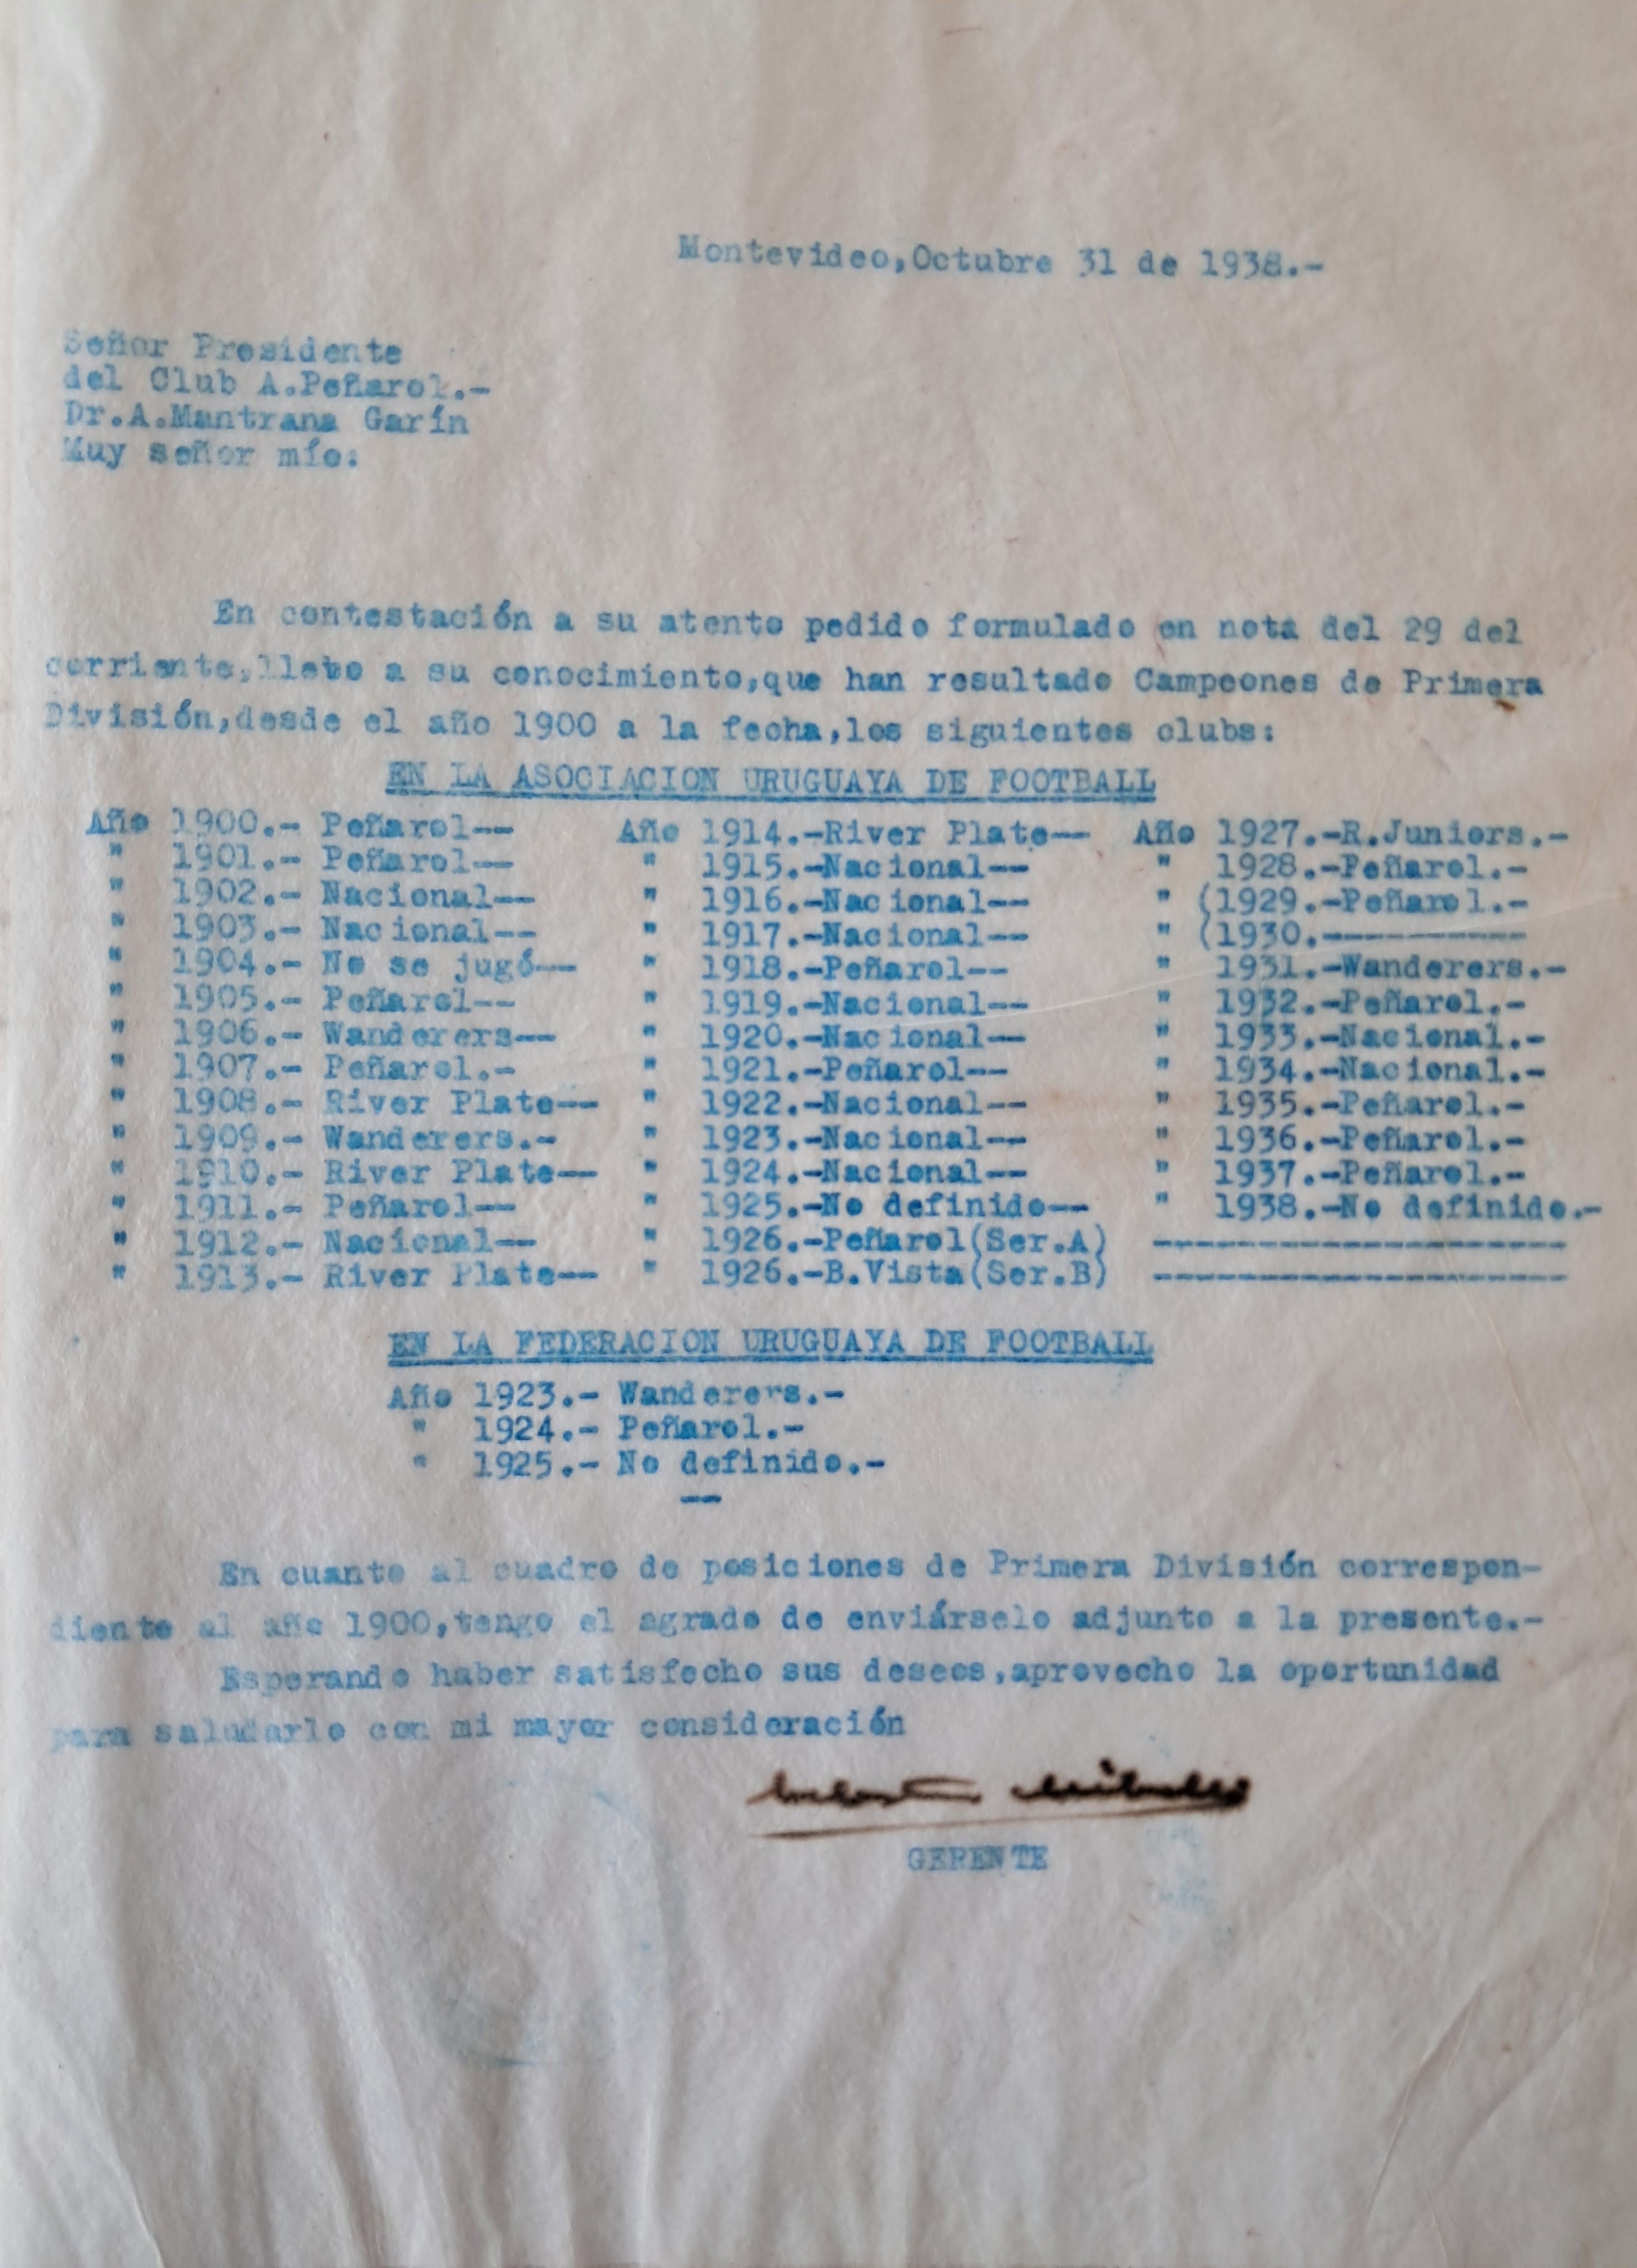 Montevideo,Octubre 31 de 1938.-
Señor Presidente
del Club A.Peñarol.-
Dr.A.Mantrana Garín
Muy señor mío:
En contestación a su atento pedido formulado en nota del 29 del
corriente,llevo a su conocimiento,que han resultado Campeones de Primera
División,desde el año 1900 a la fecha,los siguientes clubs:
EN LA ASOCIACION URUGUAYA DE FOOTBALL
Año 1900.- Peñarol-- Año 1914.-River Plate-- Año 1927.-R.Juniors.-
" 1901.- Peñarol-- " 1915.-Nacional-- " 1928.-Peñarol.-
" 1902.- Nacional-- " 1916.-Nacional-- " (1929.-Peñarol.-
" 1903.- Nacional-- " 1917.-Nacional-- " (1930.-----------
" 1904.- No se jugó-- " 1918.-Peñarol-- " 1931.-Wanderers.-
" 1905.- Peñarol-- " 1919.-Nacional-- " 1932.-Peñarol.-
" 1906.- Wanderers-- " 1920.-Nacional-- " 1933.-Nacional.-
" 1907.- Peñarol.- " 1921.-Peñarol-- " 1934.-Nacional.-
" 1908.- River Plate-- " 1922.-Nacional-- " 1935.-Peñarol.-
" 1909.- Wanderers.- " 1923.-Nacional-- " 1936.-Peñarol.-
" 1910.- River Plate-- " 1924.-Nacional-- " 1937.-Peñarol.-
" 1911.- Peñarol-- " 1925.-No definido-- " 1938.-No definido.-
" 1912.- Nacional-- " 1926.-Peñarol(Ser.A) --------------------
" 1913.- River Plate-- " 1926.-B.Vista(Ser.B) --------------------
EN LA FEDERACION URUGUAYA DE FOOTBALL
Año 1923.- Wanderers.-
" 1924.- Peñarol.-
" 1925.- No definido.-
--
En cuanto al cuadro de posiciones de Primera División correspon-
diente al año 1900,tengo el agrado de enviárselo adjunto a la presente.-
Esperando haber satisfecho sus deseos,aprovecho la oportunidad
para saludarlo con mi mayor consideración
GERENTE